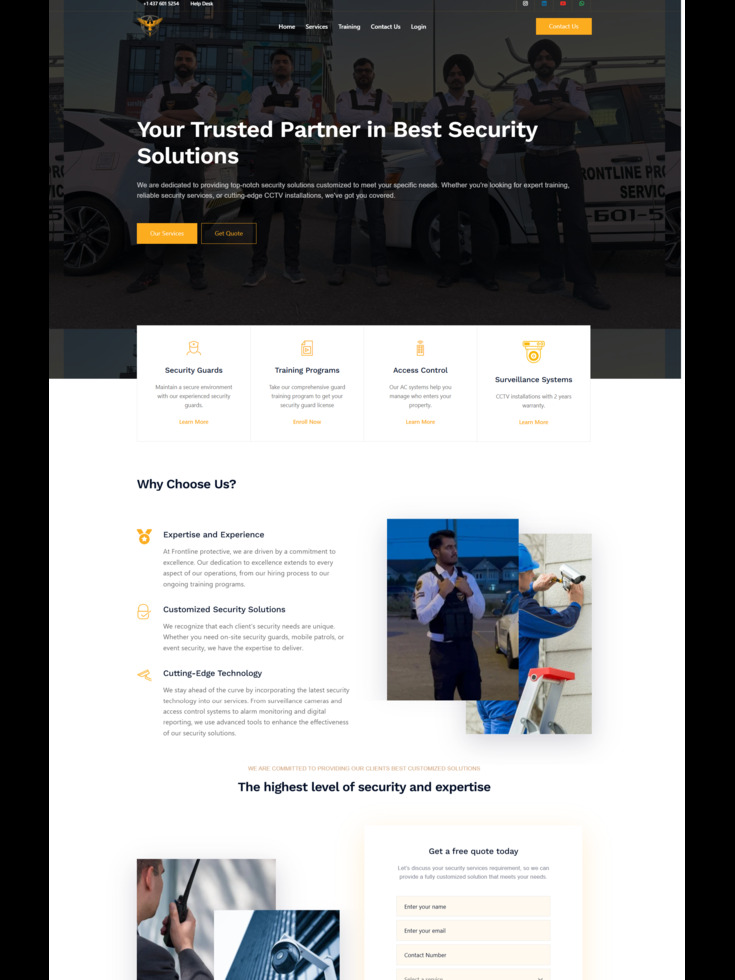 +1 437 601 5254 Help Desk
Home Services Training Contact Us Login
Contact Us
Your Trusted Partner in Best Security
Solutions
We are dedicated to providing top-notch security solutions customized to meet your specific needs. Whether you're looking for expert training,
reliable security services, or cutting-edge CCTV installations, we've got you covered.
Our Services
Get Quote
RONTLINE PRO
SERVIC
-601-5
Security Guards
Maintain a secure environment
with our experienced security
guards.
Learn More
Training Programs
Take our comprehensive guard
training program to get your
security guard license
Enroll Now
Access Control
Our AC systems help you
manage who enters your
property.
Learn More
Surveillance Systems
CCTV installations with 2 years
warranty.
Learn More
Why Choose Us?
Expertise and Experience
At Frontline protective, we are driven by a commitment to
excellence. Our dedication to excellence extends to every
aspect of our operations, from our hiring process to our
ongoing training programs.
Customized Security Solutions
We recognize that each client's security needs are unique.
Whether you need on-site security guards, mobile patrols, or
event security, we have the expertise to deliver.
Cutting-Edge Technology
We stay ahead of the curve by incorporating the latest security
technology into our services. From surveillance cameras and
access control systems to alarm monitoring and digital
reporting, we use advanced tools to enhance the effectiveness
of our security solutions.
WE ARE COMMITTED TO PROVIDING OUR CLIENTS BEST CUSTOMIZED SOLUTIONS
The highest level of security and expertise
Get a free quote today
Let's discuss your security services requirement, so we can
provide a fully customized solution that meets your needs.
Enter your name
Enter your email
Contact Number
Select a service